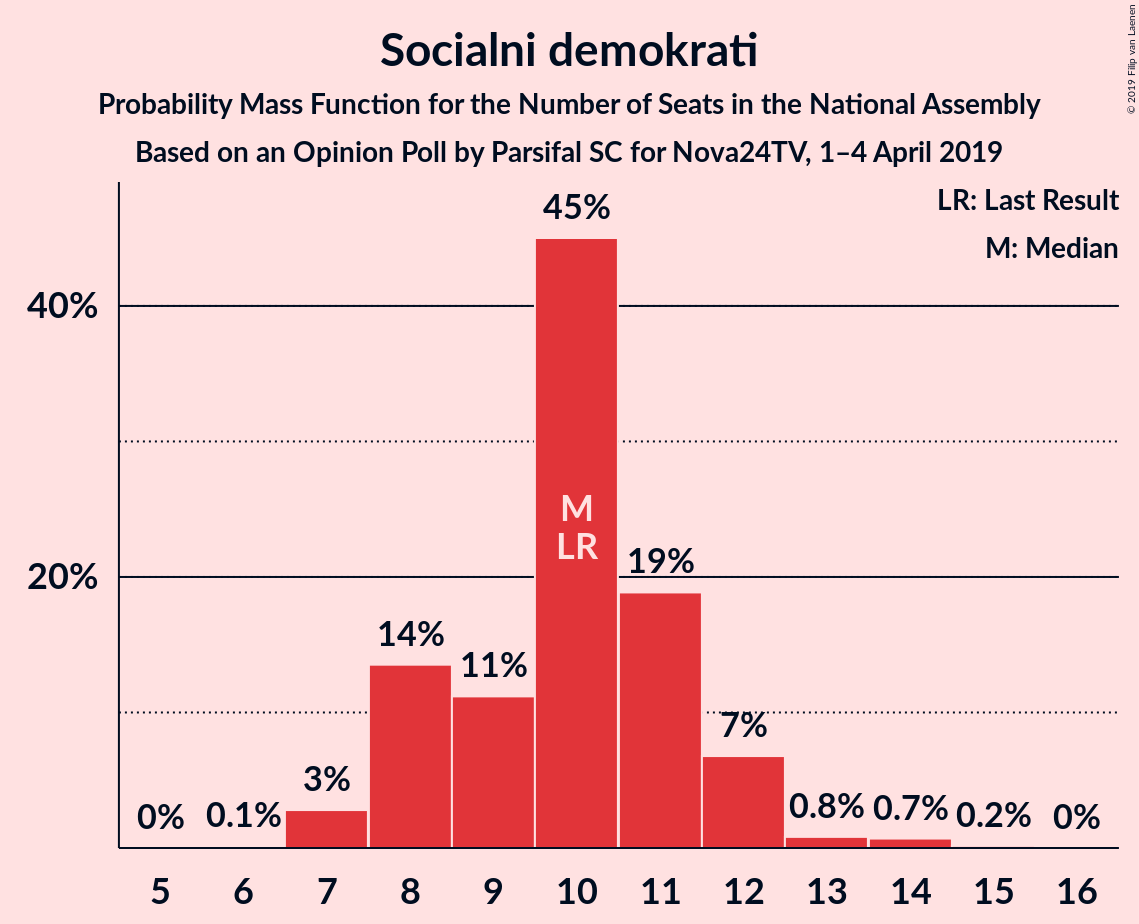 Socialni demokrati
Probability Mass Function for the Number of Seats in the National Assembly
Based on an Opinion Poll by Parsifal SC for Nova24TV, 1–4 April 2019
© 2019 Filip van Laenen
LR: Last Result
M: Median
40%
20%
0%
0.1%
3%
14%
11%
45%
M
LR
19%
7%
0.8%
0.7%
0.2%
0%
5 6 7 8 9 10 11 12 13 14 15 16